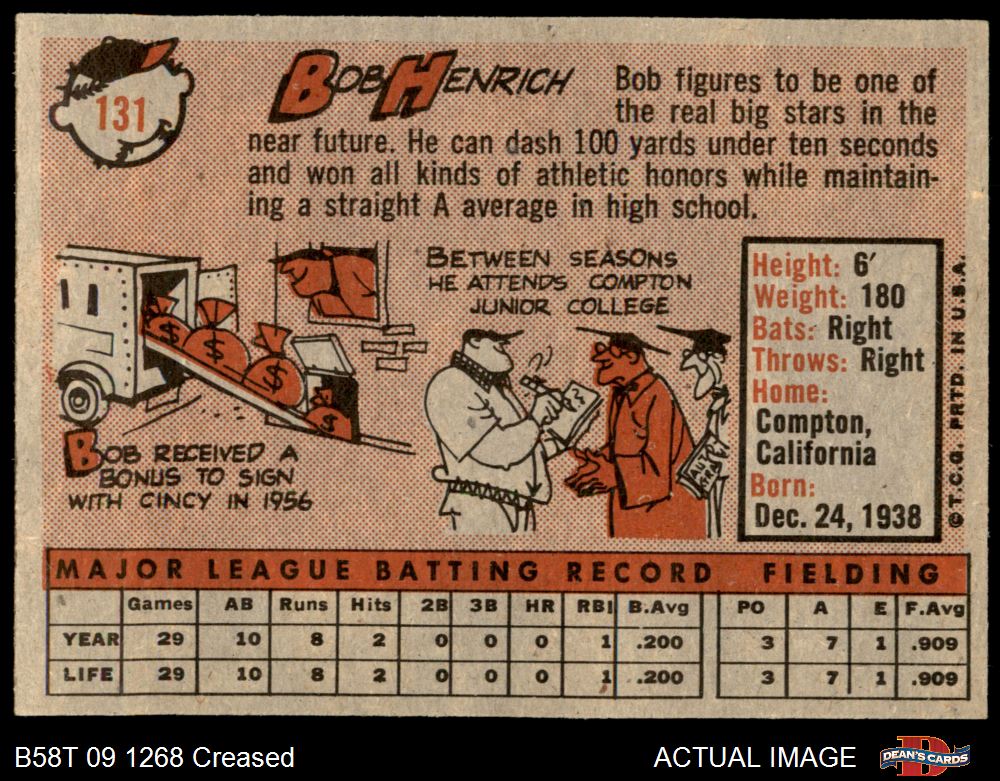 131
BOB HENRICH
Bob figures to be one of
the real big stars in the
near future. He can dash 100 yards under ten seconds
and won all kinds of athletic honors while maintain-
ing a straight A average in high school.
BETWEEN SEASONS
HE ATTENDS COMPTON
JUNIOR COLLEGE
$
$
$
$
BOB RECEIVED A
BONUS TO SIGN
WITH CINCY IN 1956
Height: 6′
Weight: 180
Bats: Right
Throws: Right
Home:
Compton,
California
Born:
Dec. 24, 1938
© T.C.G. PRTD. IN U.S.A.
MAJOR LEAGUE BATTING RECORD FIELDING
Games AB Runs Hits 2B 3B HR RBI B.Avg PO A E F.Avg
YEAR 29 10 8 2 0 0 0 1 .200 3 7 1 .909
LIFE 29 10 8 2 0 0 0 1 .200 3 7 1 .909
B58T 09 1268 Creased
ACTUAL IMAGE
DEAN'S CARDS